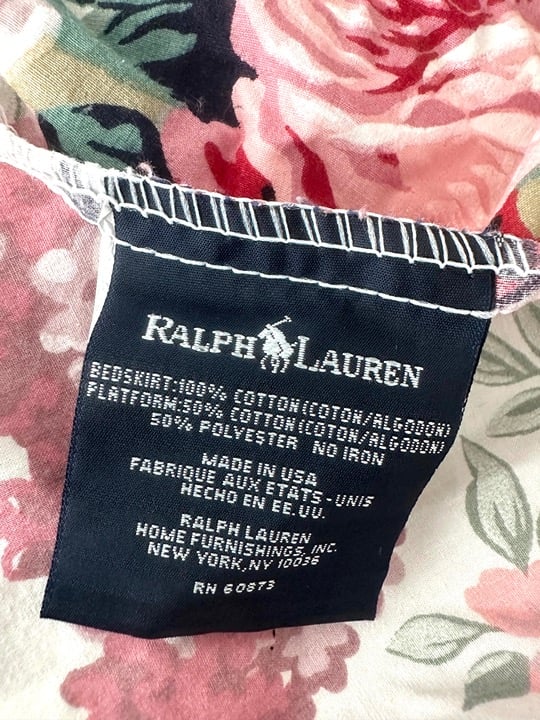 RALPH LAUREN
BEDSKIRT:100% COTTON(COTON/ALGODON)
PLATFORM:50% COTTON(COTON/ALGODON)
50% POLYESTER NO IRON
MADE IN USA
FABRIQUE AUX ETATS-UNIS
HECHO EN EE.UU.
RALPH LAUREN
HOME FURNISHINGS, INC.
NEW YORK,NY 10036
RN 60873